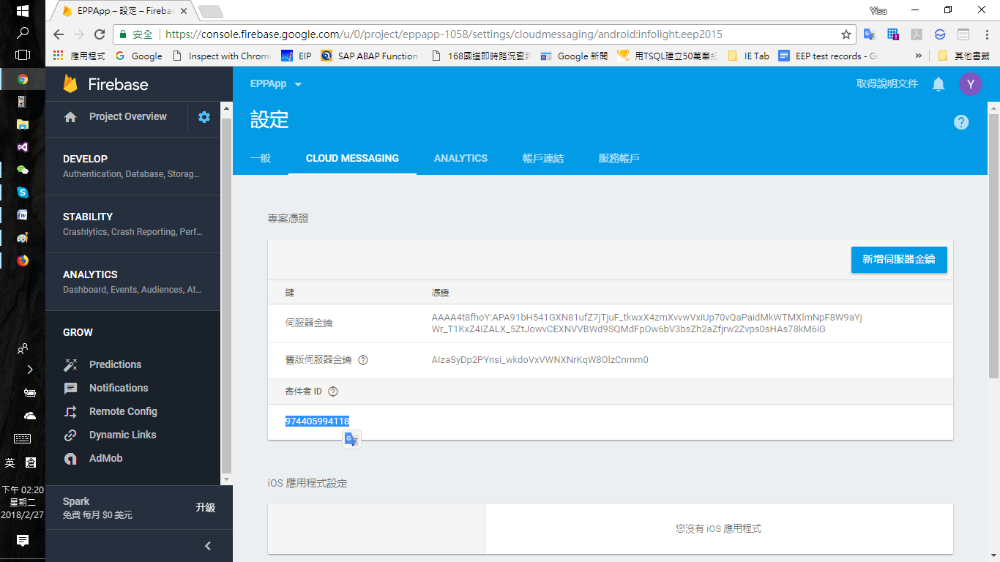 EPPApp – 設定 – Fireba
Yisa
安全
https://console.firebase.google.com/u/0/project/eppapp-1058/settings/cloudmessaging/android:infolight.eep2015
應用程式
Google
Inspect with Chrome
EIP
SAP ABAP Function
168國道即時路況查詢
Google 新聞
用TSQL建立50萬筆
IE Tab
EEP test records - G
»
其他書籤
Firebase
EPPApp
取得說明文件
Y
Project Overview
設定
DEVELOP
Authentication, Database, Storag...
一般
CLOUD MESSAGING
ANALYTICS
帳戶連結
服務帳戶
STABILITY
Crashlytics, Crash Reporting, Perf...
ANALYTICS
Dashboard, Events, Audiences, At...
GROW
Predictions
Notifications
Remote Config
Dynamic Links
AdMob
Spark
免費 每月 $0 美元
升級
專案憑證
新增伺服器金鑰
鍵
憑證
伺服器金鑰
AAAA4t8fhoY:APA91bH541GXN81ufZ7jTjuF_tkwxX4zmXvvwVxiUp70vQaPaidMkWTMXlmNpF8W9aYj
Wr_T1KxZ4IZALX_5ZtJowvCEXNVVBWd9SQMdFpOw6bV3bsZh2aZfjrw2Zvps0sHAs78kM6iG
舊版伺服器金鑰
AIzaSyDp2PYnsi_wkdoVxVWNXNrKqW8OlzCnmm0
寄件者 ID
974405994118
iOS 應用程式設定
您沒有 iOS 應用程式
英
倉
下午 02:20
星期二
2018/2/27